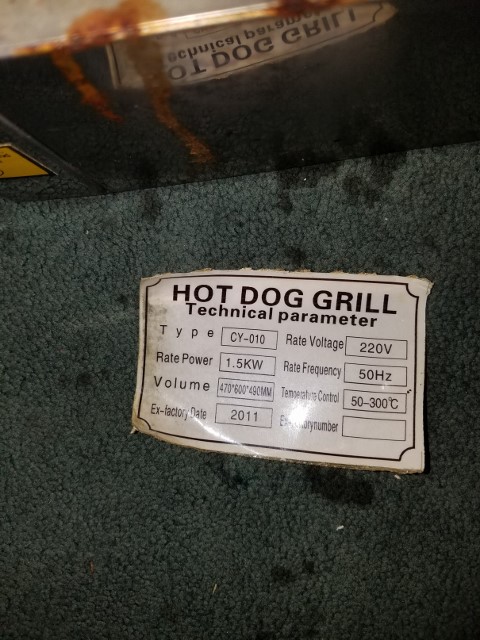 HOT DOG GRILL
Technical parameter
Type CY-010 Rate Voltage 220V
Rate Power 1.5KW Rate Frequency 50Hz
Volume 470*600*490MM Temperature Control 50-300℃
Ex-factory Date 2011